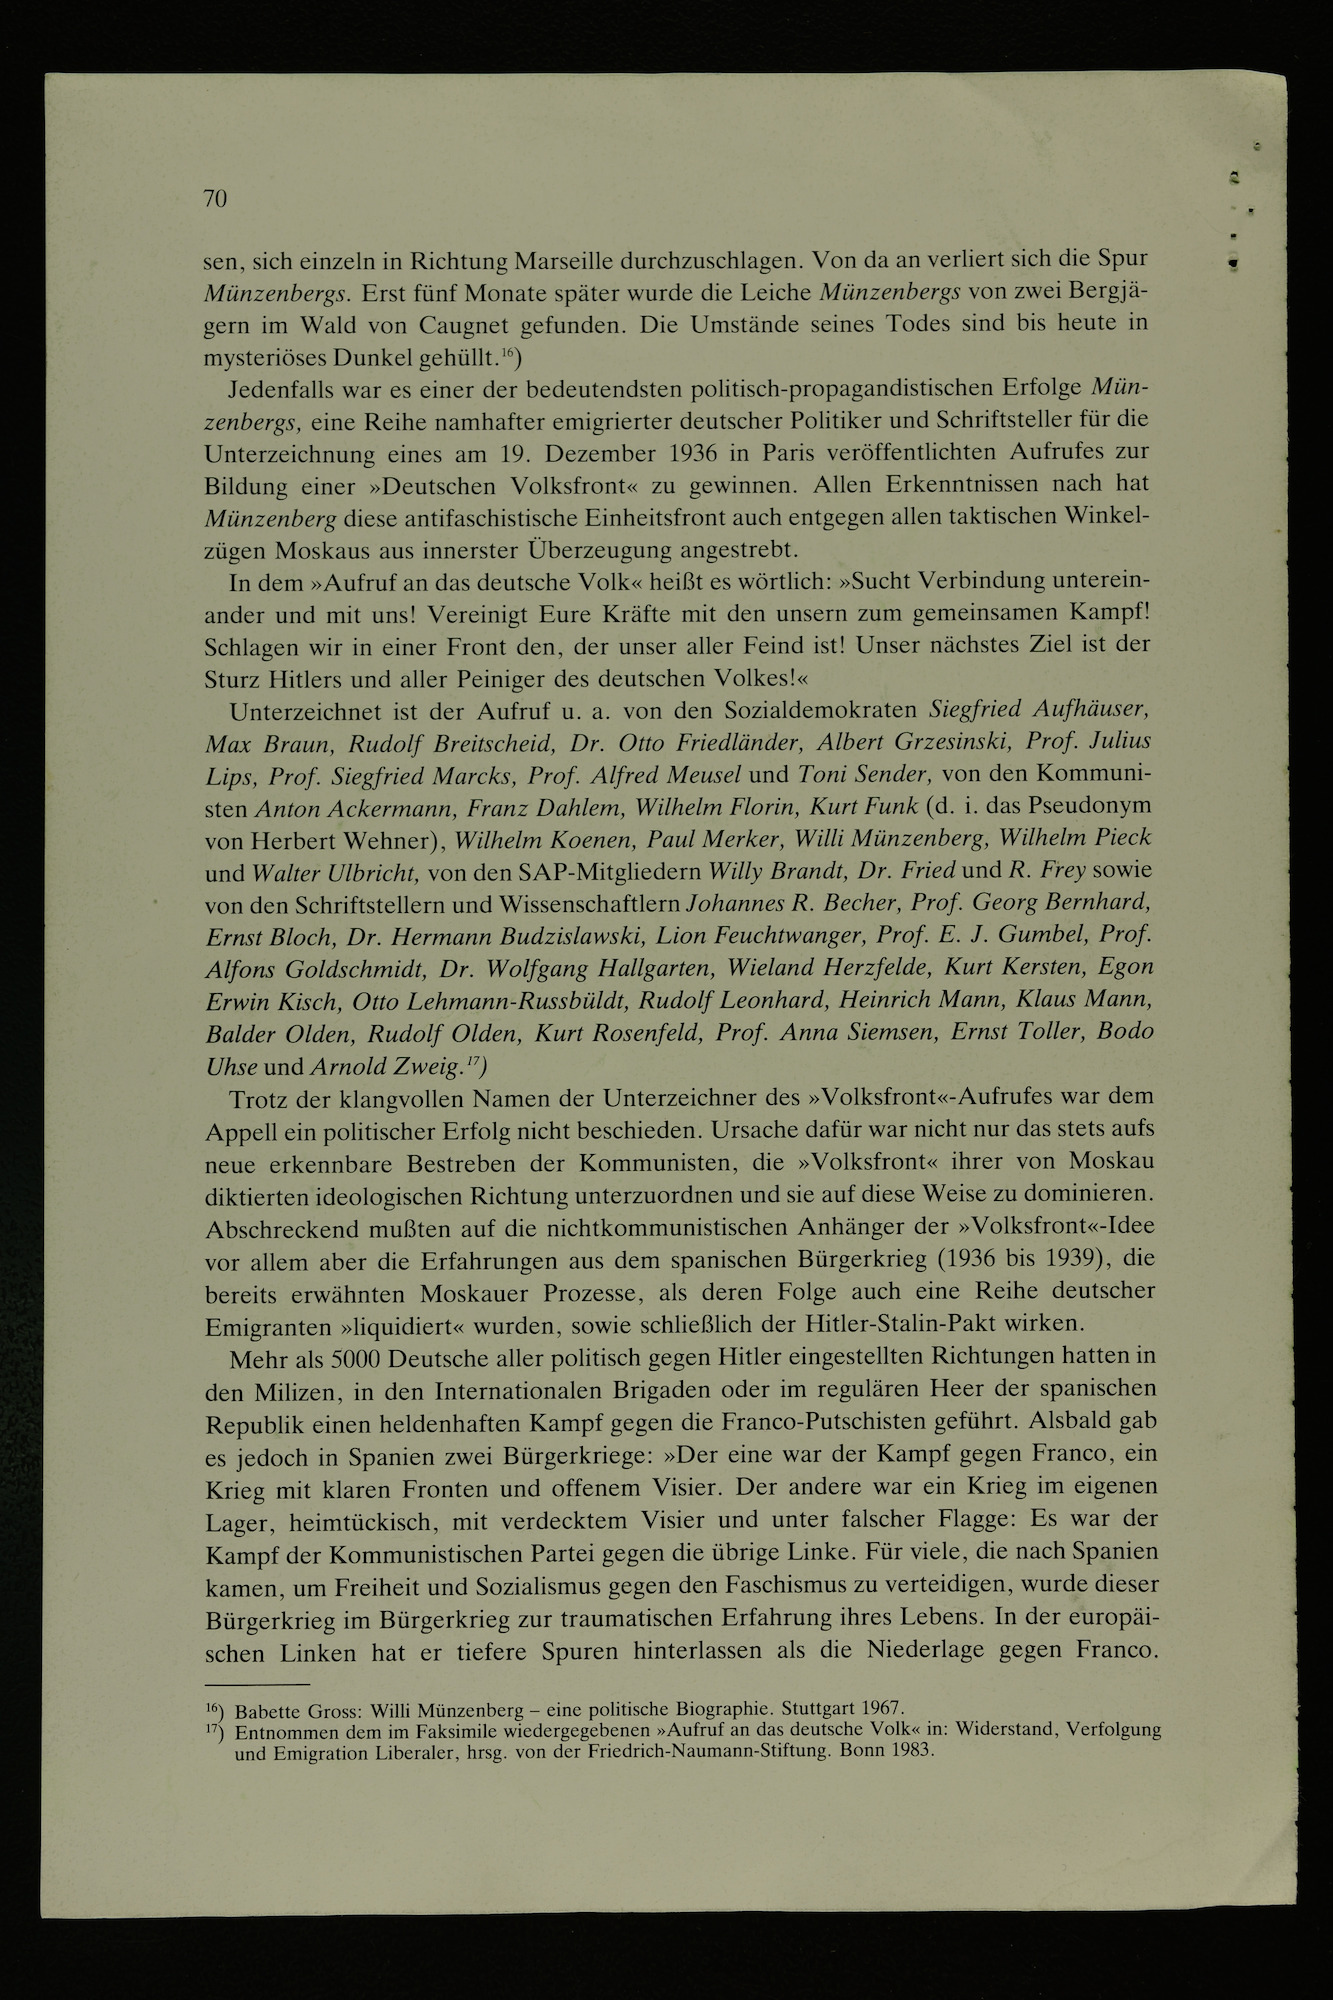 70
sen, sich einzeln in Richtung Marseille durchzuschlagen. Von da an verliert sich die Spur
Münzenbergs. Erst fünf Monate später wurde die Leiche Münzenbergs von zwei Bergjä-
gern im Wald von Caugnet gefunden. Die Umstände seines Todes sind bis heute in
mysteriöses Dunkel gehüllt.¹⁶)
Jedenfalls war es einer der bedeutendsten politisch-propagandistischen Erfolge Mün-
zenbergs, eine Reihe namhafter emigrierter deutscher Politiker und Schriftsteller für die
Unterzeichnung eines am 19. Dezember 1936 in Paris veröffentlichten Aufrufes zur
Bildung einer »Deutschen Volksfront« zu gewinnen. Allen Erkenntnissen nach hat
Münzenberg diese antifaschistische Einheitsfront auch entgegen allen taktischen Winkel-
zügen Moskaus aus innerster Überzeugung angestrebt.
In dem »Aufruf an das deutsche Volk« heißt es wörtlich: »Sucht Verbindung unterein-
ander und mit uns! Vereinigt Eure Kräfte mit den unsern zum gemeinsamen Kampf!
Schlagen wir in einer Front den, der unser aller Feind ist! Unser nächstes Ziel ist der
Sturz Hitlers und aller Peiniger des deutschen Volkes!«
Unterzeichnet ist der Aufruf u. a. von den Sozialdemokraten Siegfried Aufhäuser,
Max Braun, Rudolf Breitscheid, Dr. Otto Friedländer, Albert Grzesinski, Prof. Julius
Lips, Prof. Siegfried Marcks, Prof. Alfred Meusel und Toni Sender, von den Kommuni-
sten Anton Ackermann, Franz Dahlem, Wilhelm Florin, Kurt Funk (d. i. das Pseudonym
von Herbert Wehner), Wilhelm Koenen, Paul Merker, Willi Münzenberg, Wilhelm Pieck
und Walter Ulbricht, von den SAP-Mitgliedern Willy Brandt, Dr. Fried und R. Frey sowie
von den Schriftstellern und Wissenschaftlern Johannes R. Becher, Prof. Georg Bernhard,
Ernst Bloch, Dr. Hermann Budzislawski, Lion Feuchtwanger, Prof. E. J. Gumbel, Prof.
Alfons Goldschmidt, Dr. Wolfgang Hallgarten, Wieland Herzfelde, Kurt Kersten, Egon
Erwin Kisch, Otto Lehmann-Russbüldt, Rudolf Leonhard, Heinrich Mann, Klaus Mann,
Balder Olden, Rudolf Olden, Kurt Rosenfeld, Prof. Anna Siemsen, Ernst Toller, Bodo
Uhse und Arnold Zweig.¹⁷)
Trotz der klangvollen Namen der Unterzeichner des »Volksfront«-Aufrufes war dem
Appell ein politischer Erfolg nicht beschieden. Ursache dafür war nicht nur das stets aufs
neue erkennbare Bestreben der Kommunisten, die »Volksfront« ihrer von Moskau
diktierten ideologischen Richtung unterzuordnen und sie auf diese Weise zu dominieren.
Abschreckend mußten auf die nichtkommunistischen Anhänger der »Volksfront«-Idee
vor allem aber die Erfahrungen aus dem spanischen Bürgerkrieg (1936 bis 1939), die
bereits erwähnten Moskauer Prozesse, als deren Folge auch eine Reihe deutscher
Emigranten »liquidiert« wurden, sowie schließlich der Hitler-Stalin-Pakt wirken.
Mehr als 5000 Deutsche aller politisch gegen Hitler eingestellten Richtungen hatten in
den Milizen, in den Internationalen Brigaden oder im regulären Heer der spanischen
Republik einen heldenhaften Kampf gegen die Franco-Putschisten geführt. Alsbald gab
es jedoch in Spanien zwei Bürgerkriege: »Der eine war der Kampf gegen Franco, ein
Krieg mit klaren Fronten und offenem Visier. Der andere war ein Krieg im eigenen
Lager, heimtückisch, mit verdecktem Visier und unter falscher Flagge: Es war der
Kampf der Kommunistischen Partei gegen die übrige Linke. Für viele, die nach Spanien
kamen, um Freiheit und Sozialismus gegen den Faschismus zu verteidigen, wurde dieser
Bürgerkrieg im Bürgerkrieg zur traumatischen Erfahrung ihres Lebens. In der europäi-
schen Linken hat er tiefere Spuren hinterlassen als die Niederlage gegen Franco.
¹⁶) Babette Gross: Willi Münzenberg – eine politische Biographie. Stuttgart 1967.
¹⁷) Entnommen dem im Faksimile wiedergegebenen »Aufruf an das deutsche Volk« in: Widerstand, Verfolgung
und Emigration Liberaler, hrsg. von der Friedrich-Naumann-Stiftung. Bonn 1983.